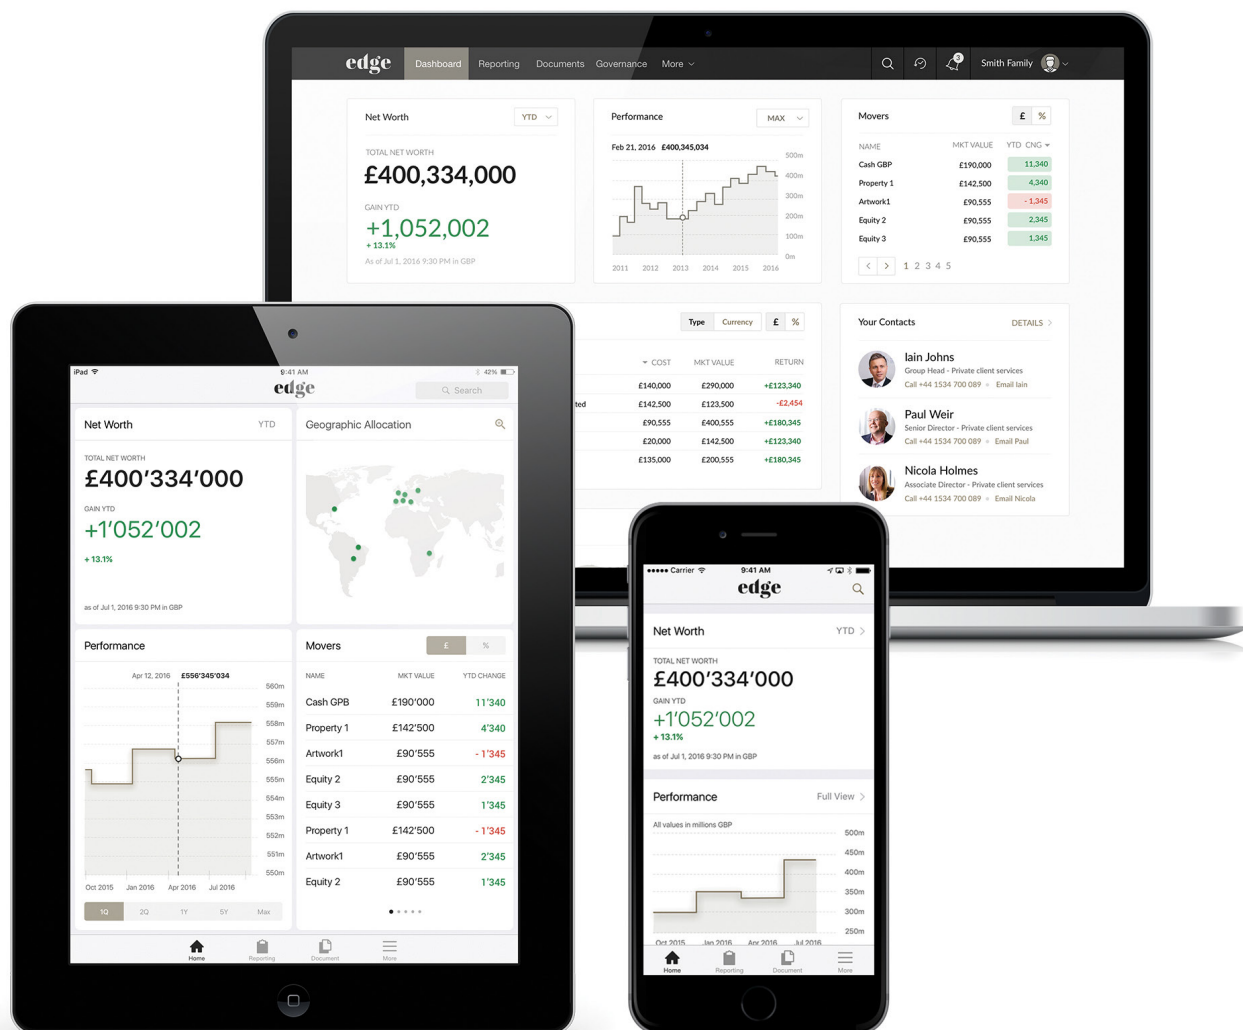 edge Dashboard Reporting Documents Governance More 3 Smith Family
Net Worth YTD
TOTAL NET WORTH
£400,334,000
GAIN YTD
+1,052,002
+ 13.1%
As of Jul 1, 2016 9:30 PM in GBP
Performance MAX
Feb 21, 2016 £400,345,034
500m
400m
300m
200m
100m
0m
2011 2012 2013 2014 2015 2016
Movers £ %
NAME MKT VALUE YTD CNG
Cash GBP £190,000 11,340
Property 1 £142,500 4,340
Artwork1 £90,555 - 1,345
Equity 2 £90,555 2,345
Equity 3 £90,555 1,345
< > 1 2 3 4 5
Type Currency £ %
COST MKT VALUE RETURN
£140,000 £290,000 +£123,340
ted £142,500 £123,500 -£2,454
£90,555 £400,555 +£180,345
£20,000 £142,500 +£123,340
£135,000 £200,555 +£180,345
Your Contacts DETAILS >
Iain Johns
Group Head - Private client services
Call +44 1534 700 089 Email Iain
Paul Weir
Senior Director - Private client services
Call +44 1534 700 089 Email Paul
Nicola Holmes
Associate Director - Private client services
Call +44 1534 700 089 Email Nicola
iPad 9:41 AM 42%
edge Search
Net Worth YTD
TOTAL NET WORTH
£400'334'000
GAIN YTD
+1'052'002
+ 13.1%
as of Jul 1, 2016 9:30 PM in GBP
Geographic Allocation
Performance
Apr 12, 2016 £556'345'034
560m
559m
558m
557m
556m
555m
554m
553m
552m
551m
550m
Oct 2015 Jan 2016 Apr 2016 Jul 2016
1Q 2Q 1Y 5Y Max
Movers £ %
NAME MKT VALUE YTD CHANGE
Cash GPB £190'000 11'340
Property 1 £142'500 4'340
Artwork1 £90'555 - 1'345
Equity 2 £90'555 2'345
Equity 3 £90'555 1'345
Property 1 £142'500 - 1'345
Artwork1 £90'555 2'345
Equity 2 £90'555 1'345
Home Reporting Document More
Carrier 9:41 AM
edge
Net Worth YTD >
TOTAL NET WORTH
£400'334'000
GAIN YTD
+1'052'002
+ 13.1%
as of Jul 1, 2016 9:30 PM in GBP
Performance Full View >
All values in millions GBP
500m
450m
400m
350m
300m
250m
Oct 2015 Jan 2016 Apr 2016 Jul 2016
Home Reporting Document More